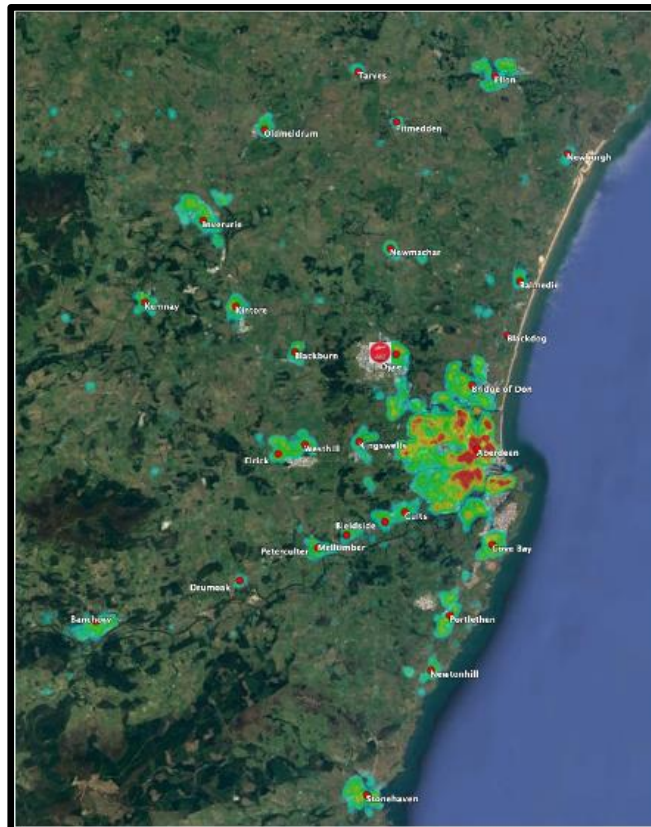 Tarves
Ellon
Oldmeldrum
Pitmedden
Newburgh
Inverurie
Newmachar
Balmedie
Kemnay
Kintore
Blackdog
Blackburn
Dyce
Bridge of Don
Westhill
Kingswells
Elrick
Aberdeen
Cults
Bieldside
Milltimber
Peterculter
Cove Bay
Drumoak
Banchory
Portlethen
Newtonhill
Stonehaven